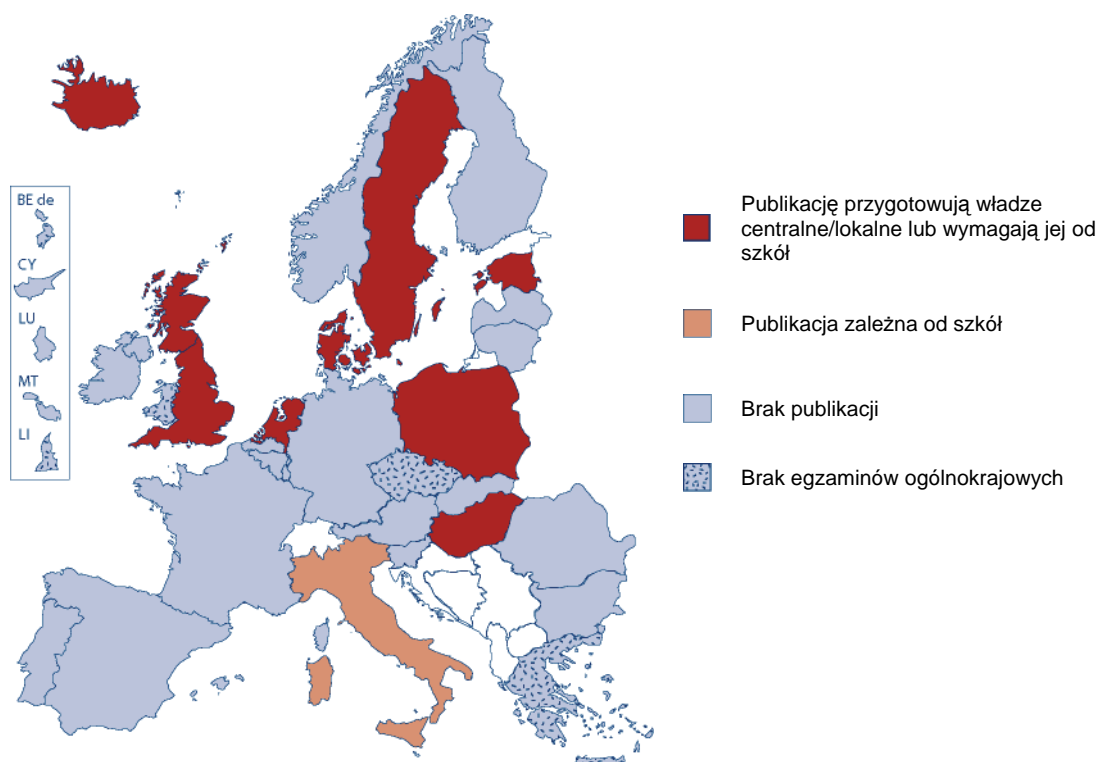 BE de
CY
LU
MT
LI
Publikację przygotowują władze
centralne/lokalne lub wymagają jej od
szkół
Publikacja zależna od szkół
Brak publikacji
Brak egzaminów ogólnokrajowych